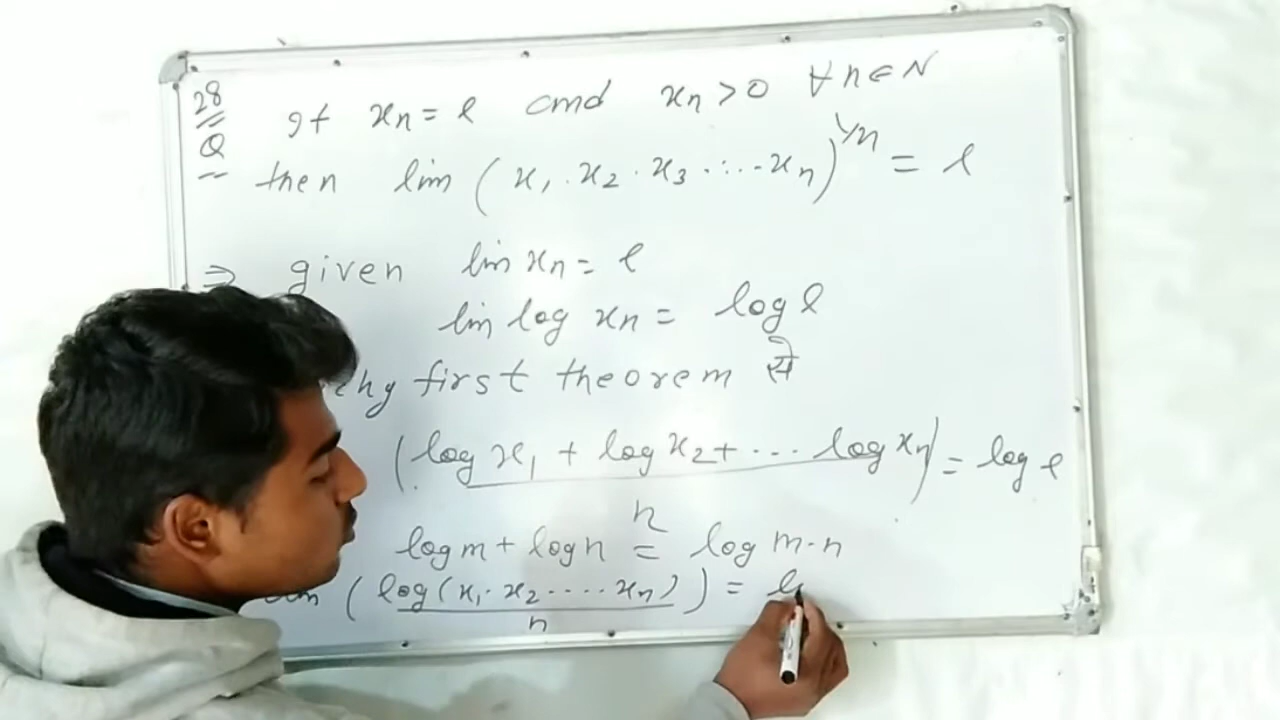 28
Q
If xn = l and xn > 0 ∀ n ∈ N
then lim (x1 . x2 . x3 ..... xn)^1/n = l
⇒ given lim xn = l
lim log xn = log l
first theorem से
(log x1 + log x2 + ... log xn / n) = log l
log m + log n = log m·n
(log(x1 . x2 .... xn) / n) =